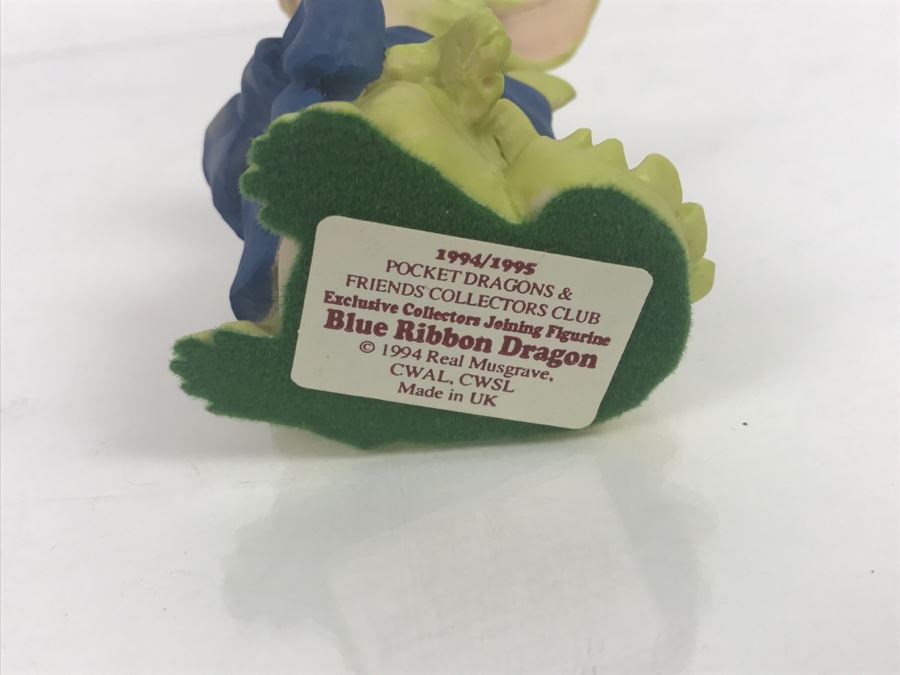 1994/1995
POCKET DRAGONS &
FRIENDS COLLECTORS CLUB
Exclusive Collectors Joining Figurine
Blue Ribbon Dragon
© 1994 Real Musgrave,
CWAL, CWSL
Made in UK